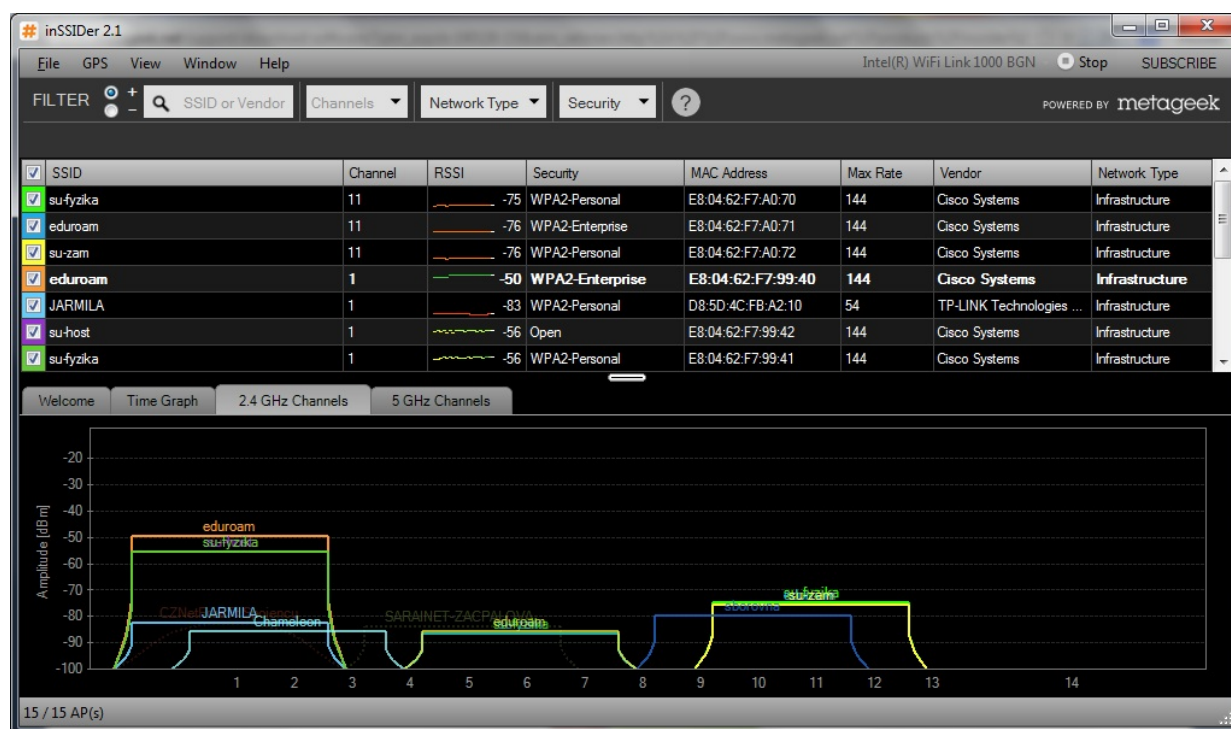 inSSIDer 2.1
File GPS View Window Help Intel(R) WiFi Link 1000 BGN Stop SUBSCRIBE
FILTER + - SSID or Vendor Channels Network Type Security ? POWERED BY metageek
SSID Channel RSSI Security MAC Address Max Rate Vendor Network Type
su-fyzika 11 -75 WPA2-Personal E8:04:62:F7:A0:70 144 Cisco Systems Infrastructure
eduroam 11 -76 WPA2-Enterprise E8:04:62:F7:A0:71 144 Cisco Systems Infrastructure
su-zam 11 -76 WPA2-Personal E8:04:62:F7:A0:72 144 Cisco Systems Infrastructure
eduroam 1 -50 WPA2-Enterprise E8:04:62:F7:99:40 144 Cisco Systems Infrastructure
JARMILA 1 -83 WPA2-Personal D8:5D:4C:FB:A2:10 54 TP-LINK Technologies ... Infrastructure
su-host 1 -56 Open E8:04:62:F7:99:42 144 Cisco Systems Infrastructure
su-fyzika 1 -56 WPA2-Personal E8:04:62:F7:99:41 144 Cisco Systems Infrastructure
Welcome Time Graph 2.4 GHz Channels 5 GHz Channels
Amplitude [dBm]
-20
-30
-40
-50 eduroam
su-fyzika
-60
-70
su-zam
-80 JARMILA sborovna
Chameleon eduroam
-90
-100
1 2 3 4 5 6 7 8 9 10 11 12 13 14
15 / 15 AP(s)